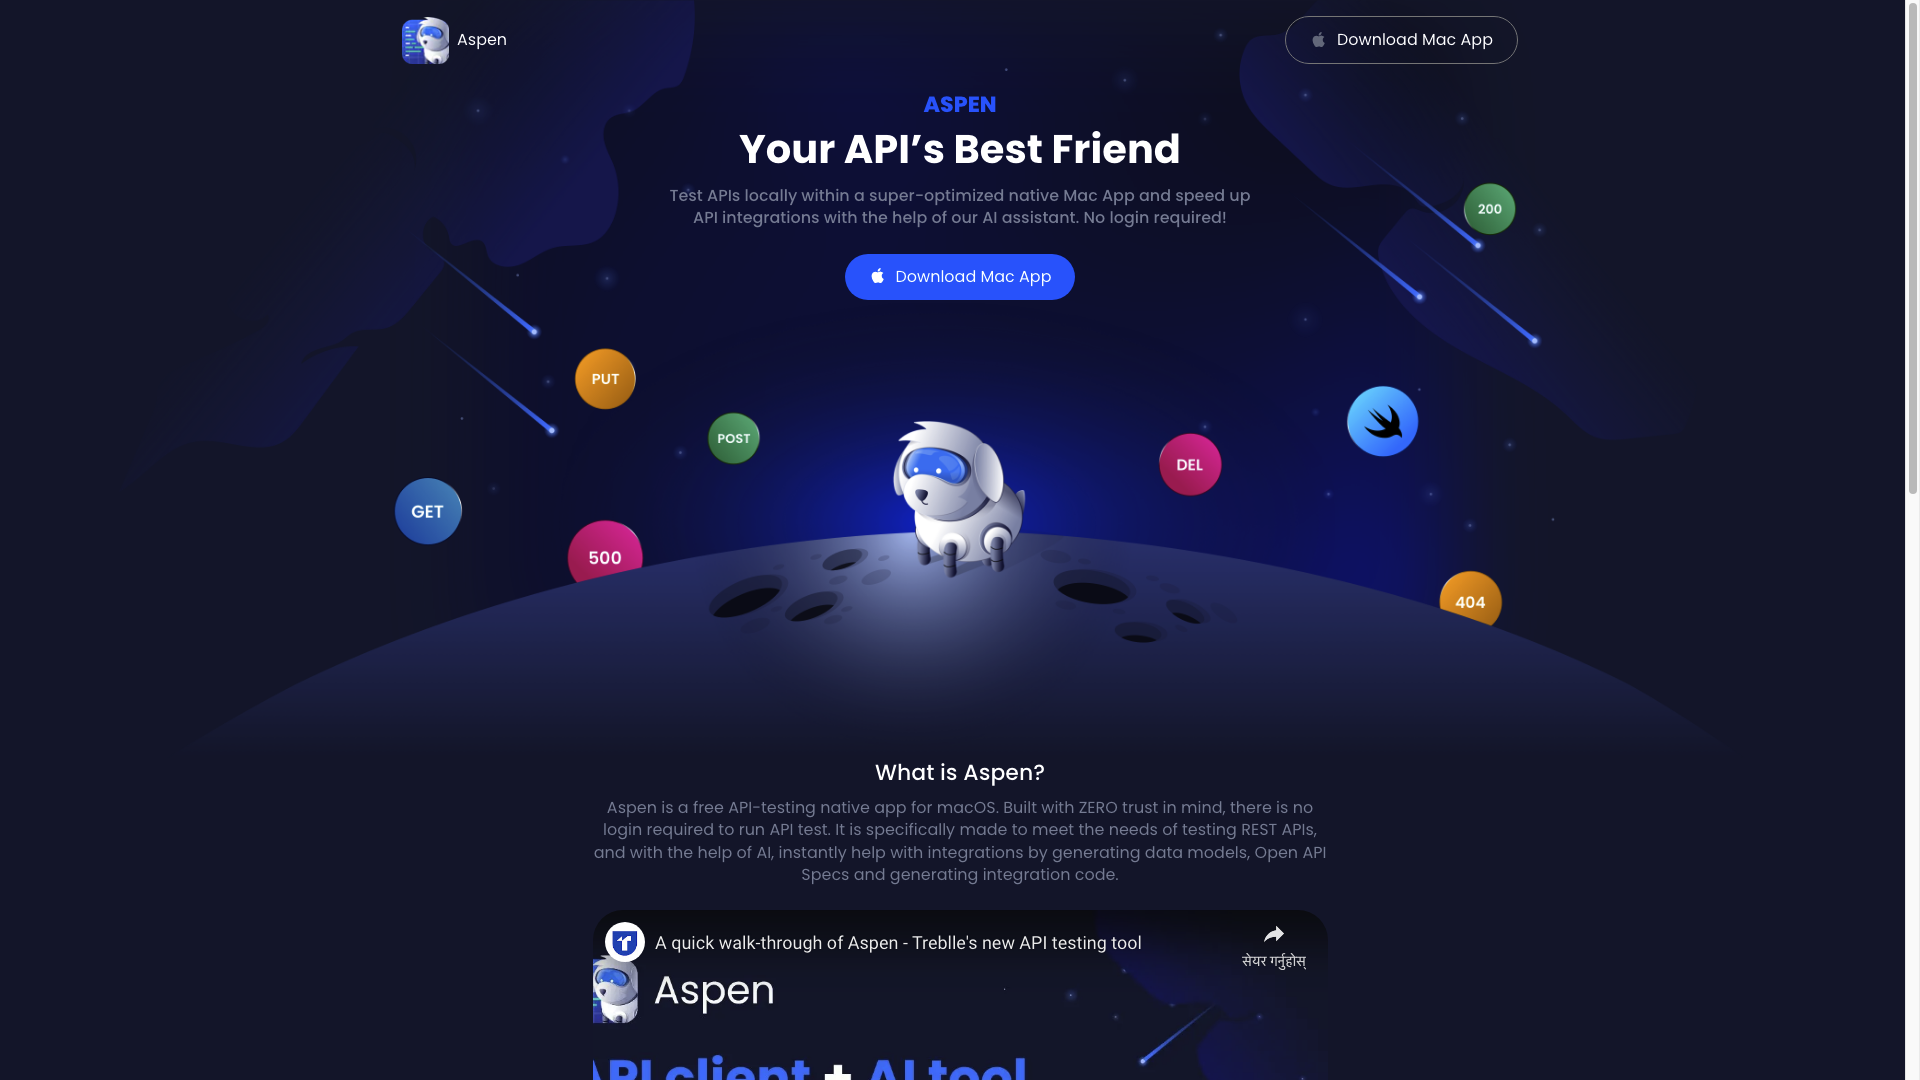 Aspen
Download Mac App
ASPEN
Your API’s Best Friend
Test APIs locally within a super-optimized native Mac App and speed up
API integrations with the help of our AI assistant. No login required!
Download Mac App
200
PUT
POST
DEL
GET
500
404
What is Aspen?
Aspen is a free API-testing native app for macOS. Built with ZERO trust in mind, there is no
login required to run API test. It is specifically made to meet the needs of testing REST APIs,
and with the help of AI, instantly help with integrations by generating data models, Open API
Specs and generating integration code.
A quick walk-through of Aspen - Treblle's new API testing tool
सेयर गर्नुहोस्
Aspen
API client + AI tool